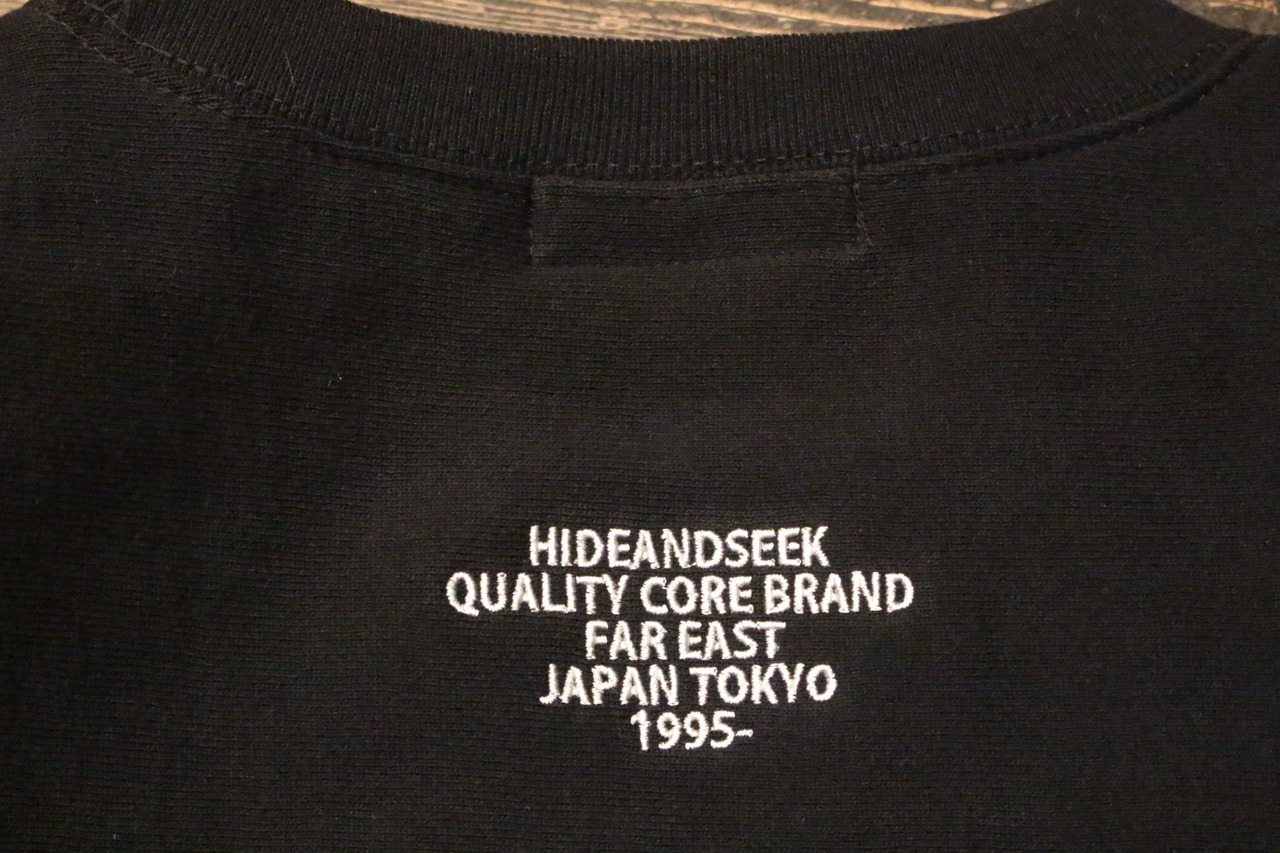 HIDEANDSEEK
QUALITY CORE BRAND
FAR EAST
JAPAN TOKYO
1995-